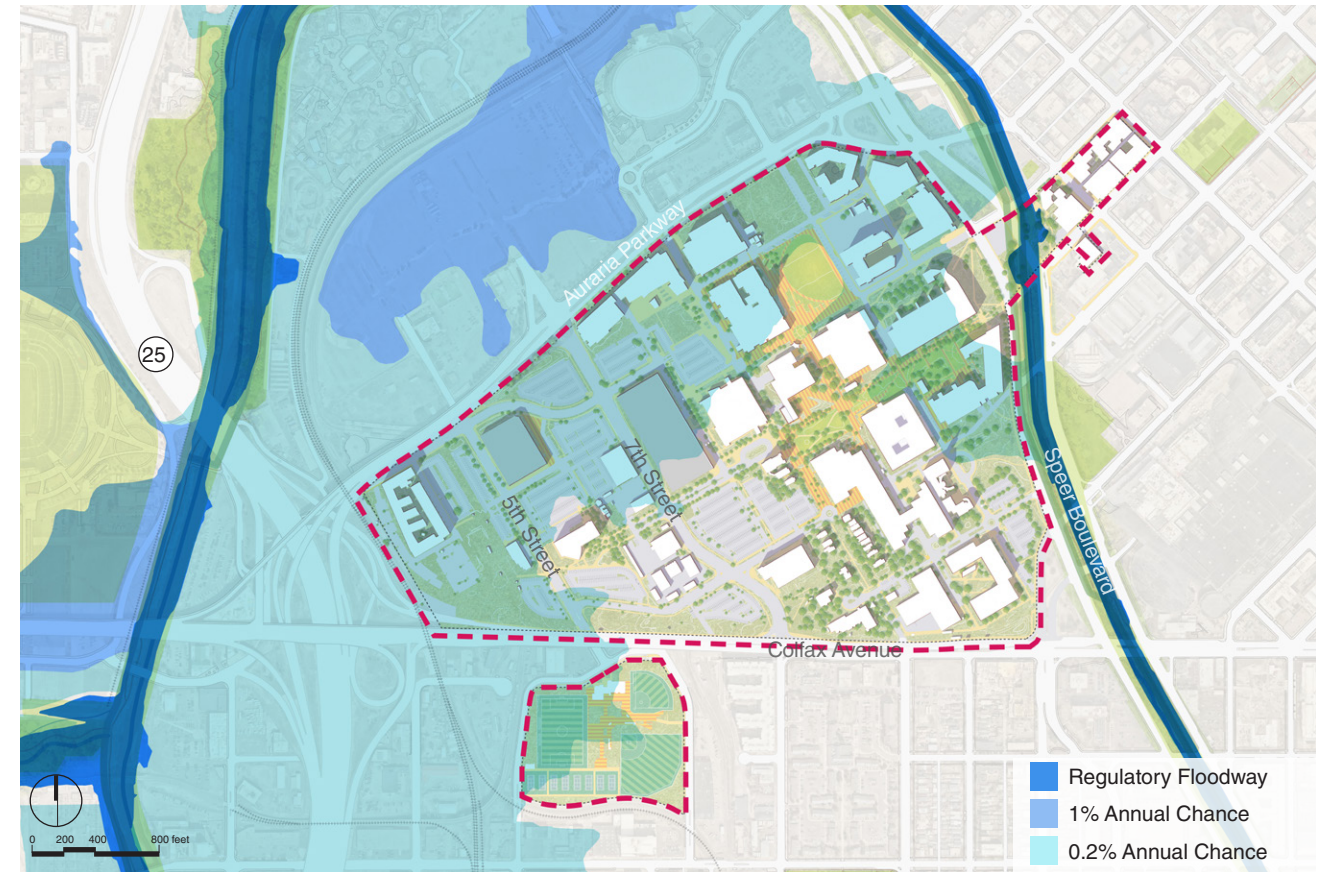 Auraria Parkway
25
7th Street
5th Street
Speer Boulevard
Colfax Avenue
Regulatory Floodway
1% Annual Chance
0.2% Annual Chance
0 200 400 800 feet